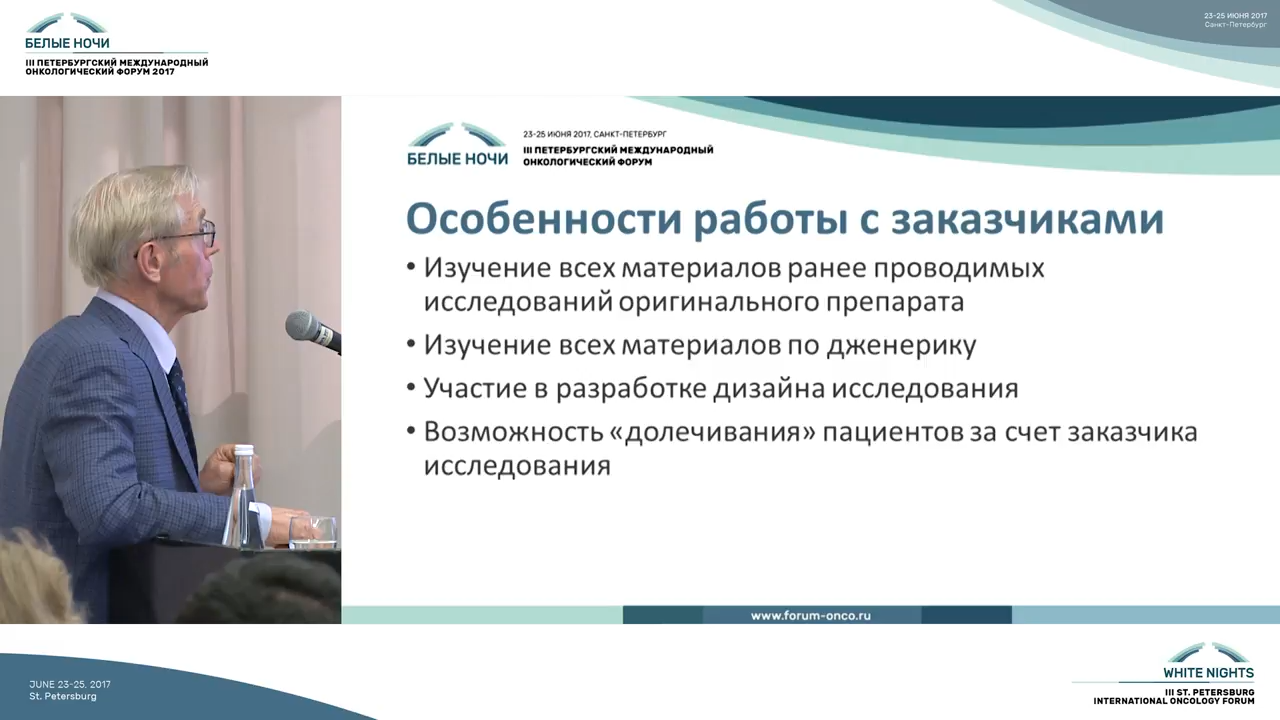 БЕЛЫЕ НОЧИ
III ПЕТЕРБУРГСКИЙ МЕЖДУНАРОДНЫЙ
ОНКОЛОГИЧЕСКИЙ ФОРУМ 2017
23-25 ИЮНЯ 2017
Санкт-Петербург
23-25 ИЮНЯ 2017, САНКТ-ПЕТЕРБУРГ
III ПЕТЕРБУРГСКИЙ МЕЖДУНАРОДНЫЙ
ОНКОЛОГИЧЕСКИЙ ФОРУМ
БЕЛЫЕ НОЧИ
Особенности работы с заказчиками
• Изучение всех материалов ранее проводимых
исследований оригинального препарата
• Изучение всех материалов по дженерику
• Участие в разработке дизайна исследования
• Возможность «долечивания» пациентов за счет заказчика
исследования
www.forum-onco.ru
JUNE 23-25, 2017
St. Petersburg
WHITE NIGHTS
III ST. PETERSBURG
INTERNATIONAL ONCOLOGY FORUM